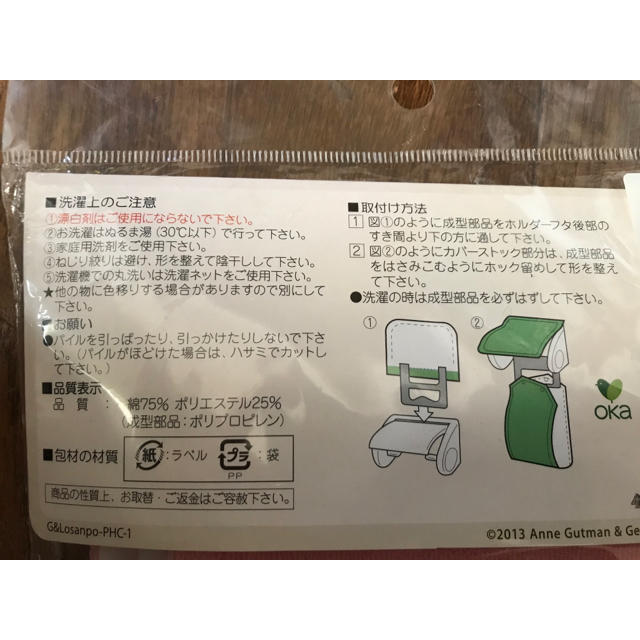 ■洗濯上のご注意
①漂白剤はご使用にならないで下さい。
②お洗濯はぬるま湯(30℃以下)で行って下さい。
③家庭用洗剤をご使用下さい。
④ねじり絞りは避け、形を整えて陰干しして下さい。
⑤洗濯機での丸洗いは洗濯ネットをご使用下さい。
★他の物に色移りする場合がありますので別にして下さい。
■お願い
●パイルを引っぱったり、引っかけたりしないで下さい。(パイルがほどけた場合は、ハサミでカットして下さい。)
■品質表示
品 質 : 綿75% ポリエステル25%
(成型部品:ポリプロピレン)
■包材の材質 紙:ラベル プラ:袋
PP
商品の性質上、お取替・ご返金はご容赦下さい。
G&Losanpo-PHC-1
■取付け方法
1 図①のように成型部品をホルダーフタ後部の
すき間より下の方に通して下さい。
2 図②のようにカバーストック部分は、成型部品
をはさみこむようにホック留めして形を整え
て下さい。
●洗濯の時は成型部品を必ずはずして下さい。
① ②
oka
©2013 Anne Gutman & Ge